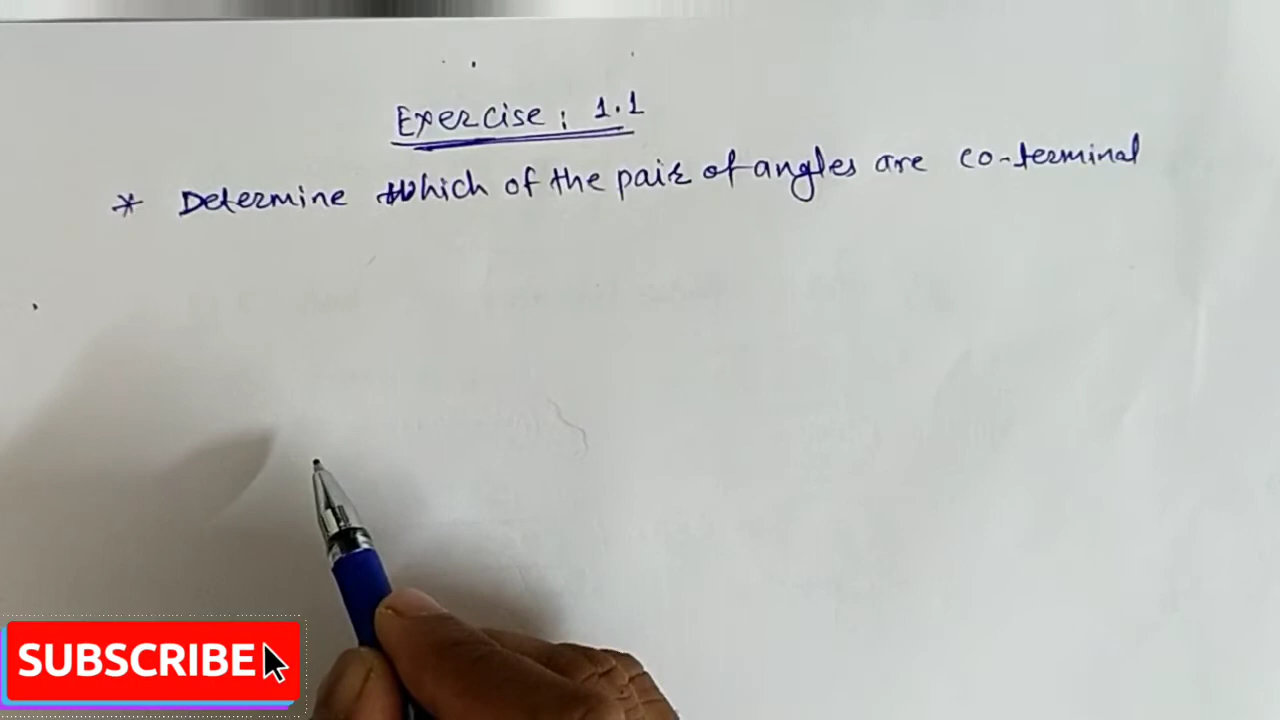 Exercise: 1.1
* Determine which of the pair of angles are co-terminal
SUBSCRIBE